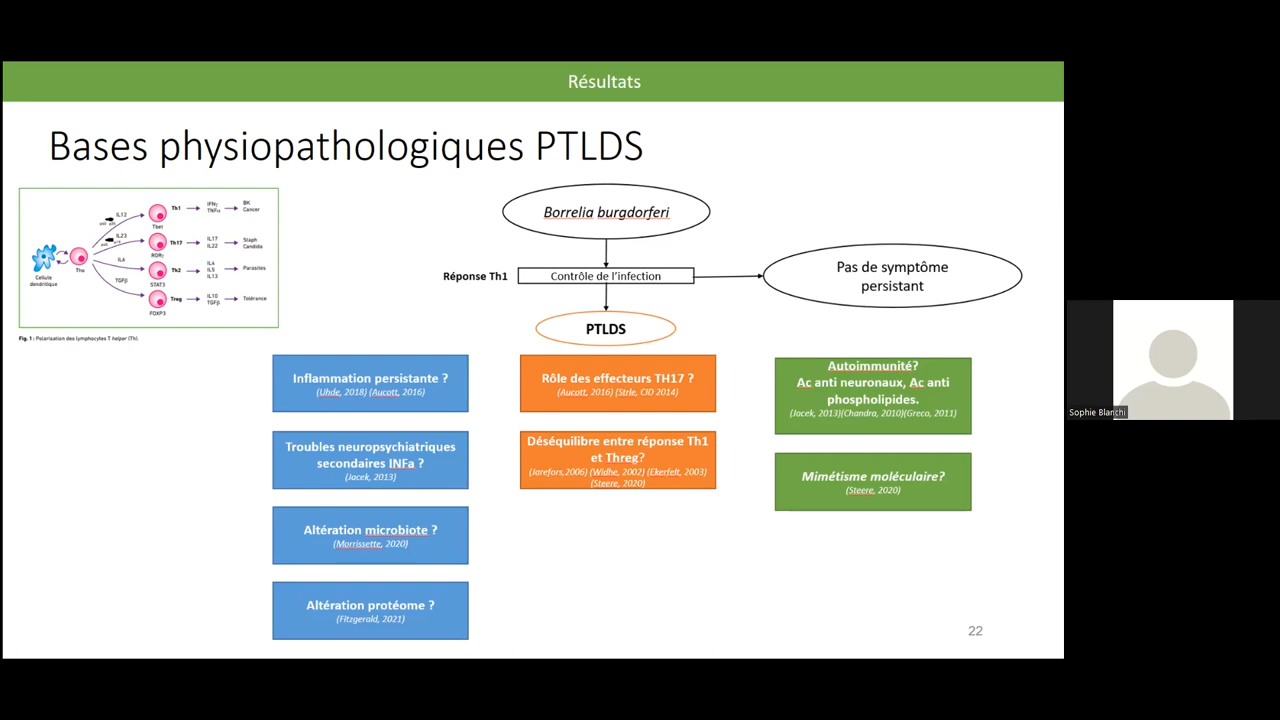 Résultats
Bases physiopathologiques PTLDS
IL12
IL23
IL6
TGFβ
Cellule
dendritique
Tho
Tbet
RORγ
STAT3
FOXP3
Th1
Th17
Th2
Treg
IFNγ
TNFα
IL17
IL22
IL4
IL5
IL13
IL10
TGFβ
BK
Cancer
Staph
Candida
Parasites
Tolérance
Fig. 1 : Polarisation des lymphocytes T helper (Th).
Borrelia burgdorferi
Réponse Th1
Contrôle de l’infection
Pas de symptôme
persistant
PTLDS
Inflammation persistante ?
(Uhde, 2018) (Aucott, 2016)
Troubles neuropsychiatriques
secondaires INFa ?
(Jacek, 2013)
Altération microbiote ?
(Morrissette, 2020)
Altération protéome ?
(Fitzgerald, 2021)
Rôle des effecteurs TH17 ?
(Aucott, 2016) (Strle, CID 2014)
Déséquilibre entre réponse Th1
et Threg?
(Jarefors,2006) (Widhe, 2002) (Ekerfelt, 2003)
(Steere, 2020)
Autoimmunité?
Ac anti neuronaux, Ac anti
phospholipides.
(Jacek, 2013)(Chandra, 2010)(Greco, 2011)
Mimétisme moléculaire?
(Steere, 2020)
22
Sophie Blanchi